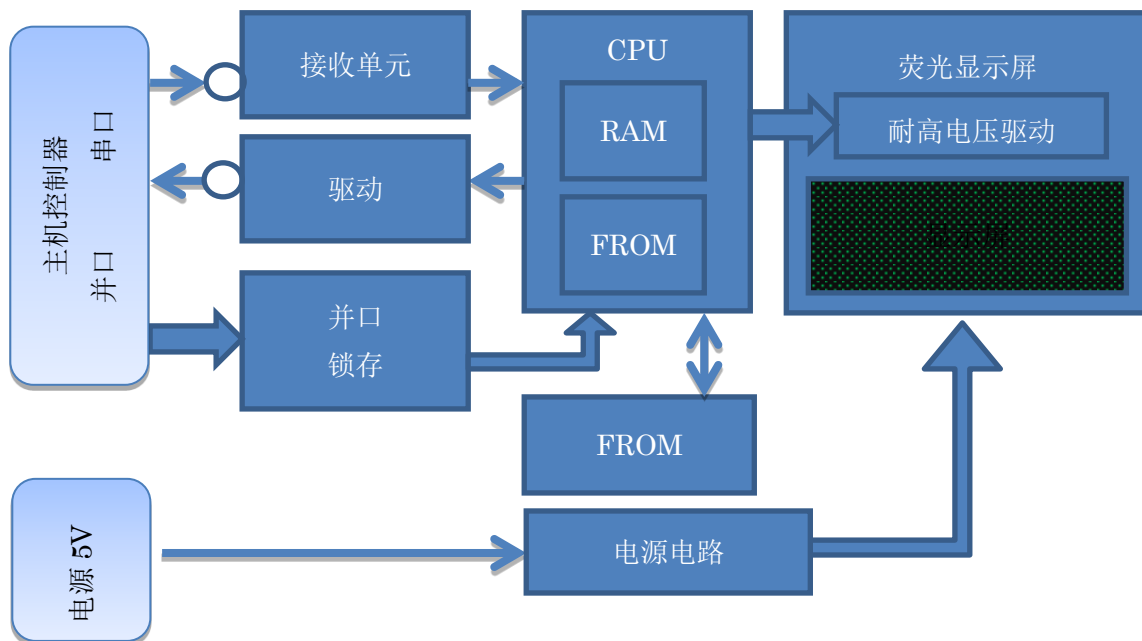 主机控制器
串口
并口
接收单元
驱动
并口
锁存
CPU
RAM
FROM
FROM
荧光显示屏
耐高电压驱动
电源 5V
电源电路